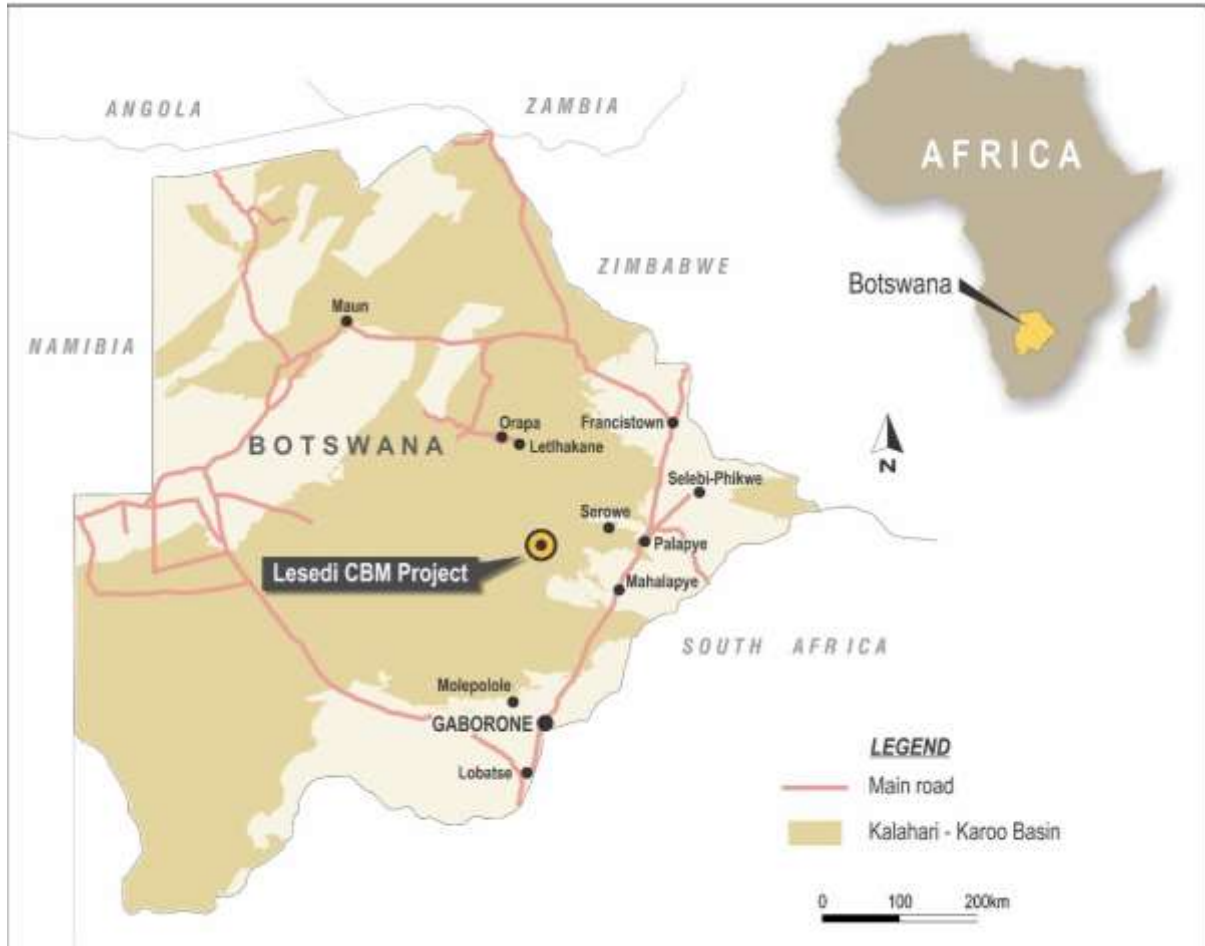 ANGOLA
ZAMBIA
AFRICA
ZIMBABWE
Botswana
Maun
NAMIBIA
Orapa
Francistown
BOTSWANA
Letlhakane
N
Selebi-Phikwe
Serowe
Palapye
Lesedi CBM Project
Mahalapye
SOUTH AFRICA
Molepolole
GABORONE
Lobatse
LEGEND
Main road
Kalahari - Karoo Basin
0 100 200km